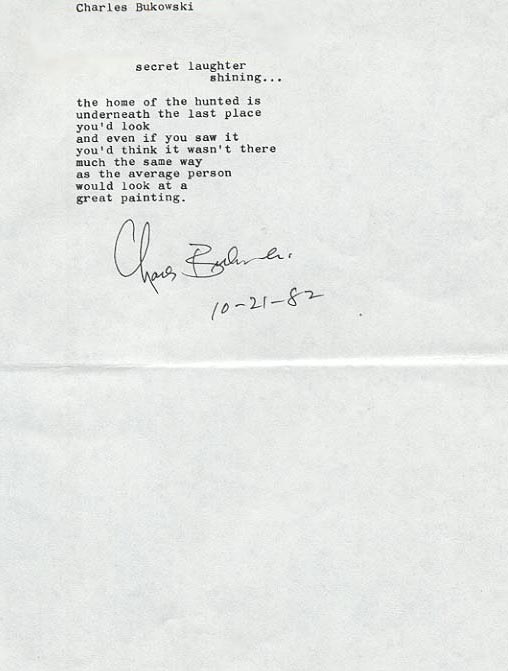 Charles Bukowski
secret laughter
shining...
the home of the hunted is
underneath the last place
you'd look
and even if you saw it
you'd think it wasn't there
much the same way
as the average person
would look at a
great painting.
Charles Bukowski.
10-21-82